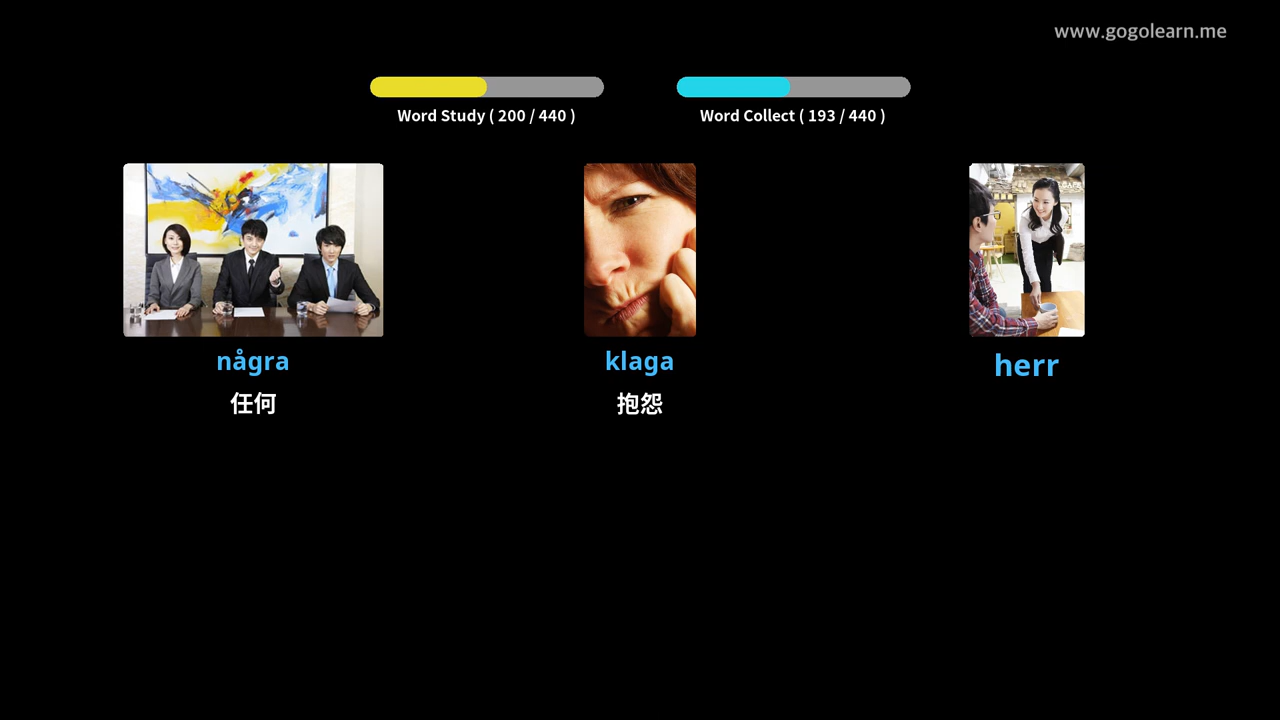 www.gogolearn.me
Word Study ( 200 / 440 )
Word Collect ( 193 / 440 )
några
任何
klaga
抱怨
herr